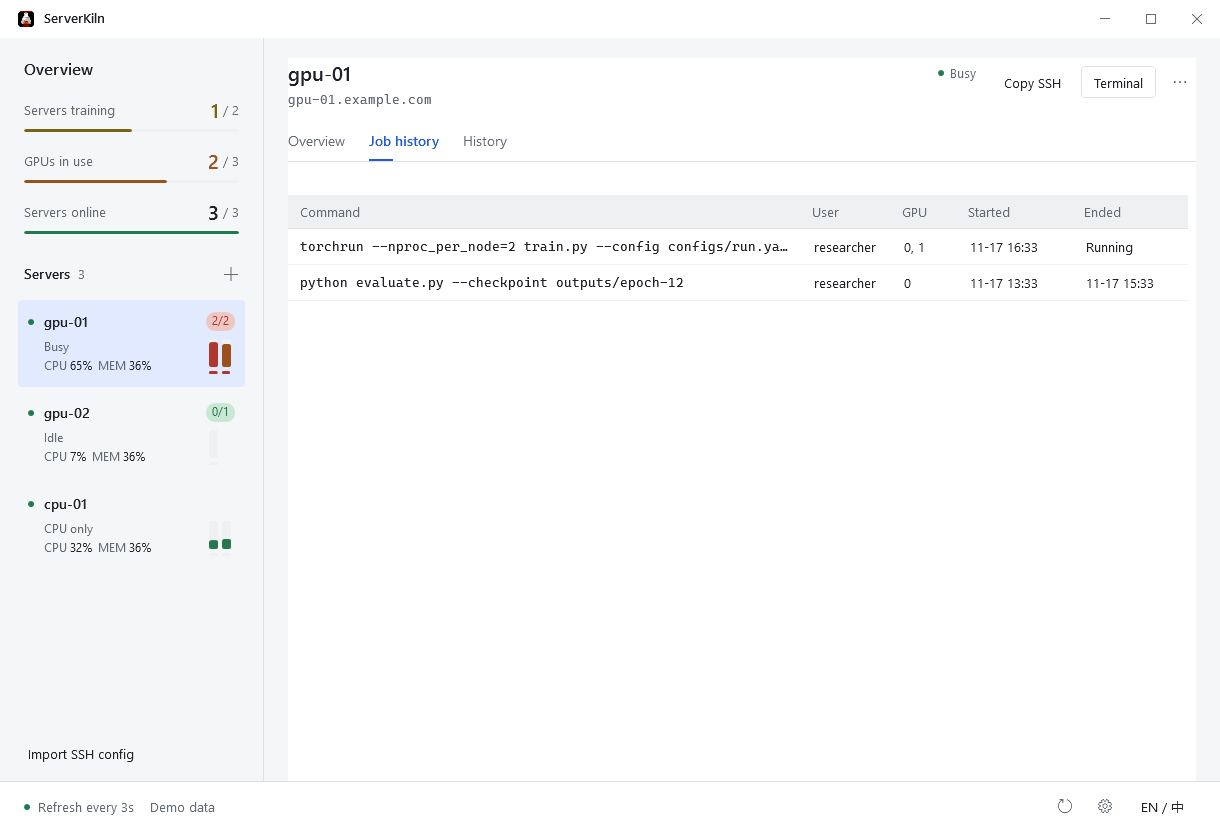 ServerKiln
Overview
Servers training 1 / 2
GPUs in use 2 / 3
Servers online 3 / 3
Servers 3
gpu-01 2/2
Busy
CPU 65% MEM 36%
gpu-02 0/1
Idle
CPU 7% MEM 36%
cpu-01
CPU only
CPU 32% MEM 36%
Import SSH config
gpu-01
gpu-01.example.com
Busy
Copy SSH
Terminal
...
Overview Job history History
Command User GPU Started Ended
torchrun --nproc_per_node=2 train.py --config configs/run.ya… researcher 0, 1 11-17 16:33 Running
python evaluate.py --checkpoint outputs/epoch-12 researcher 0 11-17 13:33 11-17 15:33
Refresh every 3s Demo data
EN / 中